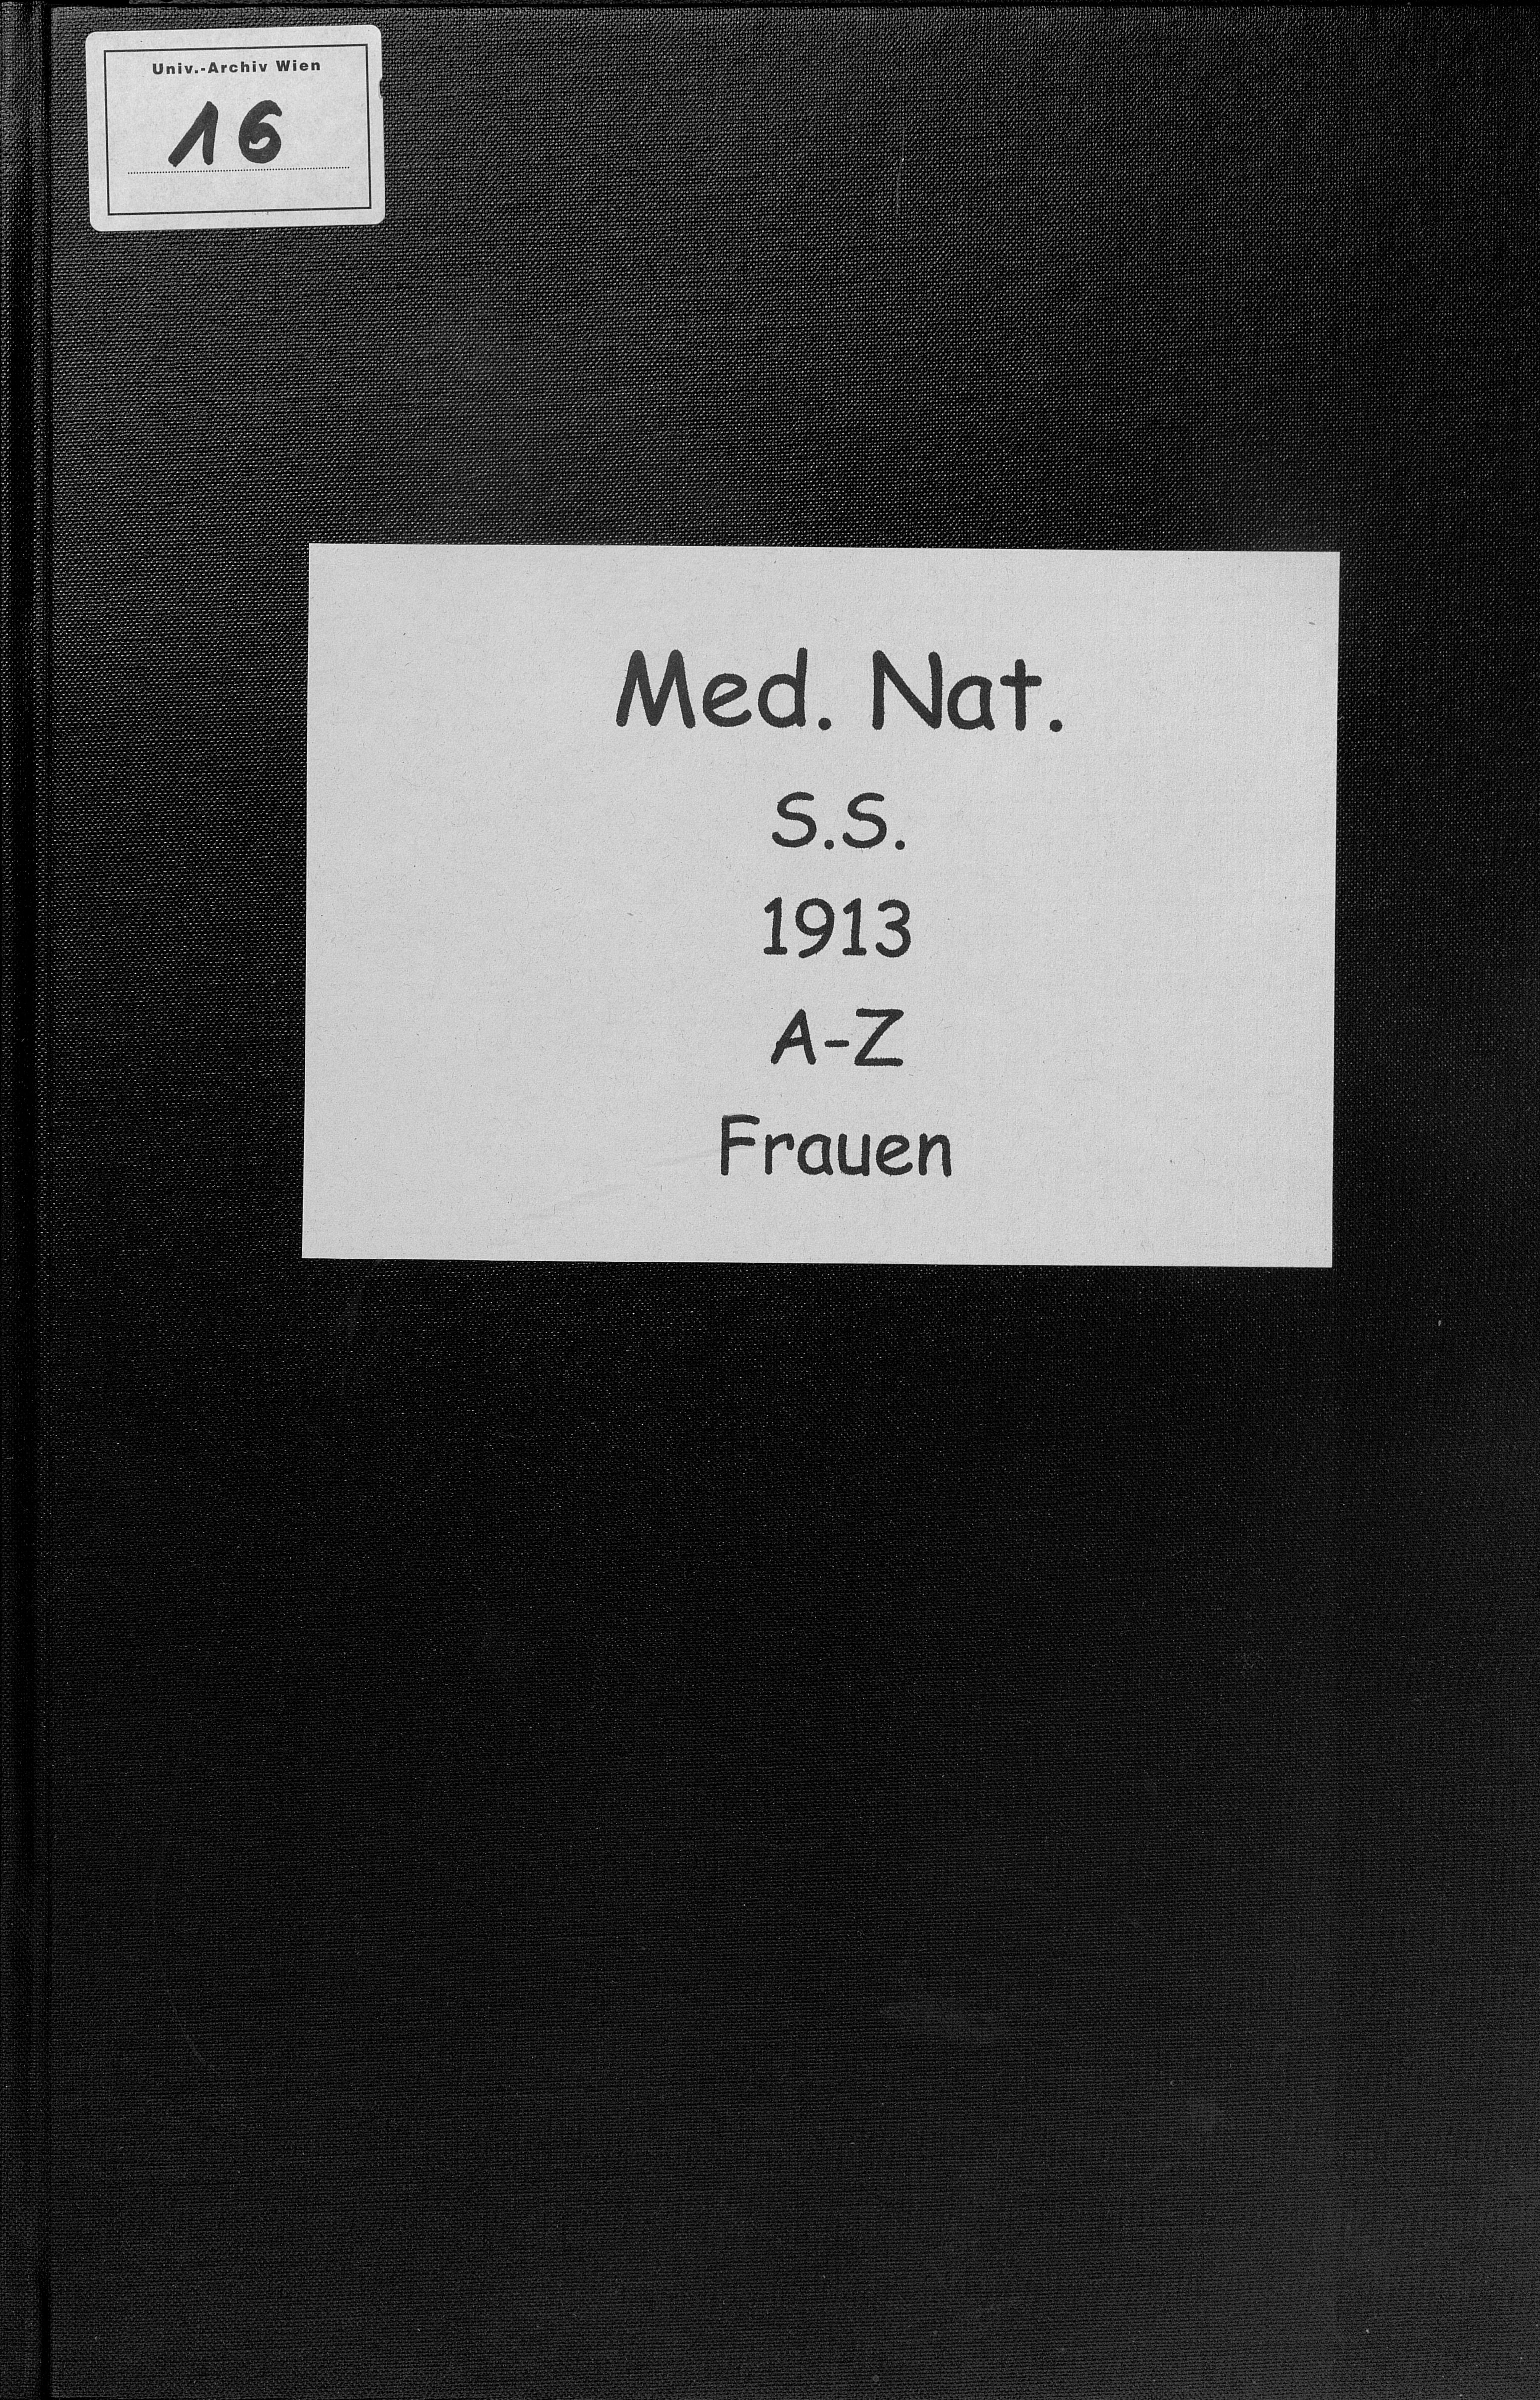 Univ.-Archiv Wien
16
Med. Nat.
S.S.
1913
A-Z
Frauen